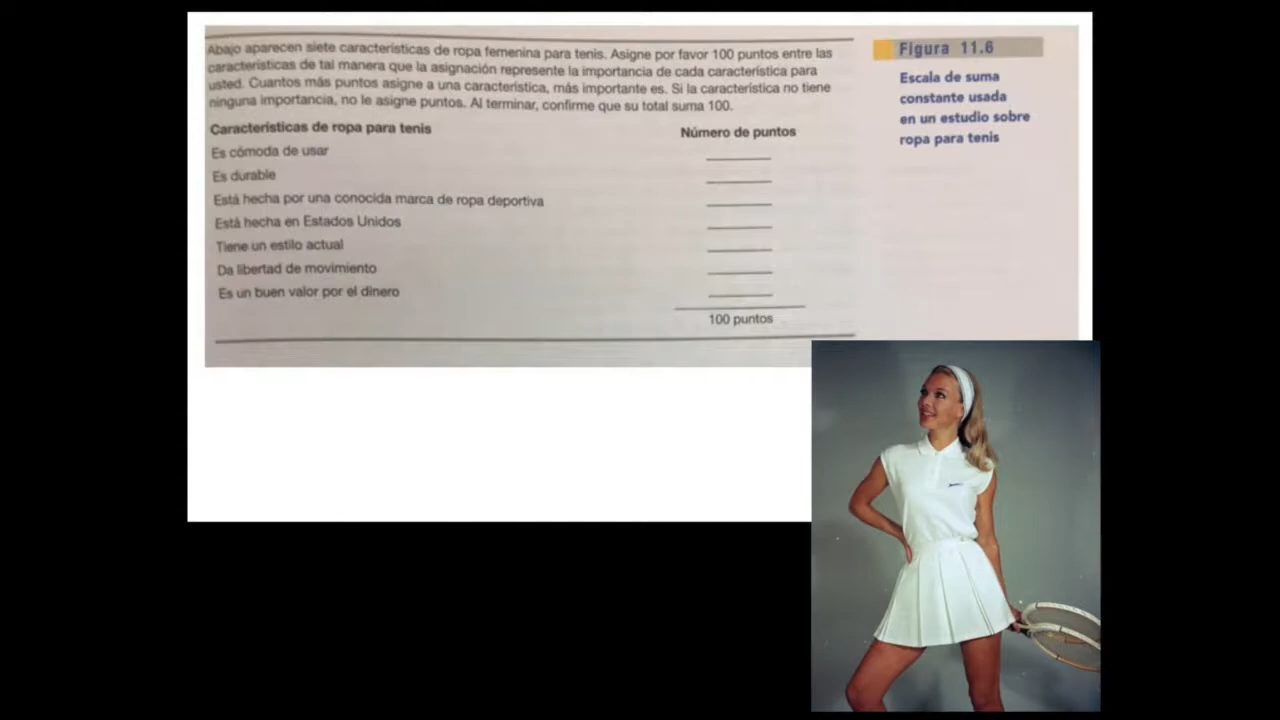 Abajo aparecen siete características de ropa femenina para tenis. Asigne por favor 100 puntos entre las
características de tal manera que la asignación represente la importancia de cada característica para
usted. Cuantos más puntos asigne a una característica, más importante es. Si la característica no tiene
ninguna importancia, no le asigne puntos. Al terminar, confirme que su total suma 100.
Características de ropa para tenis
Número de puntos
Es cómoda de usar
Es durable
Está hecha por una conocida marca de ropa deportiva
Está hecha en Estados Unidos
Tiene un estilo actual
Da libertad de movimiento
Es un buen valor por el dinero
100 puntos
Figura 11.6
Escala de suma
constante usada
en un estudio sobre
ropa para tenis